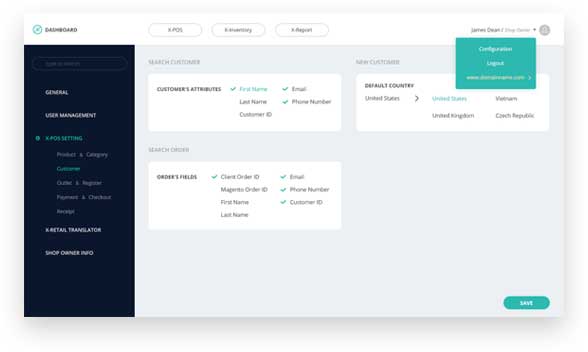 DASHBOARD
X-POS
X-Inventory
X-Report
James Dean / Shop Owner
Configuration
Logout
www.domainname.com
Type to search
GENERAL
USER MANAGEMENT
X-POS SETTING
Product & Category
Customer
Outlet & Register
Payment & Checkout
Receipt
X-RETAIL TRANSLATOR
SHOP OWNER INFO
SEARCH CUSTOMER
CUSTOMER'S ATTRIBUTES
First Name
Email
Last Name
Phone Number
Customer ID
NEW CUSTOMER
DEFAULT COUNTRY
United States
United States
Vietnam
United Kingdom
Czech Republic
SEARCH ORDER
ORDER'S FIELDS
Client Order ID
Email
Magento Order ID
Phone Number
First Name
Customer ID
Last Name
SAVE